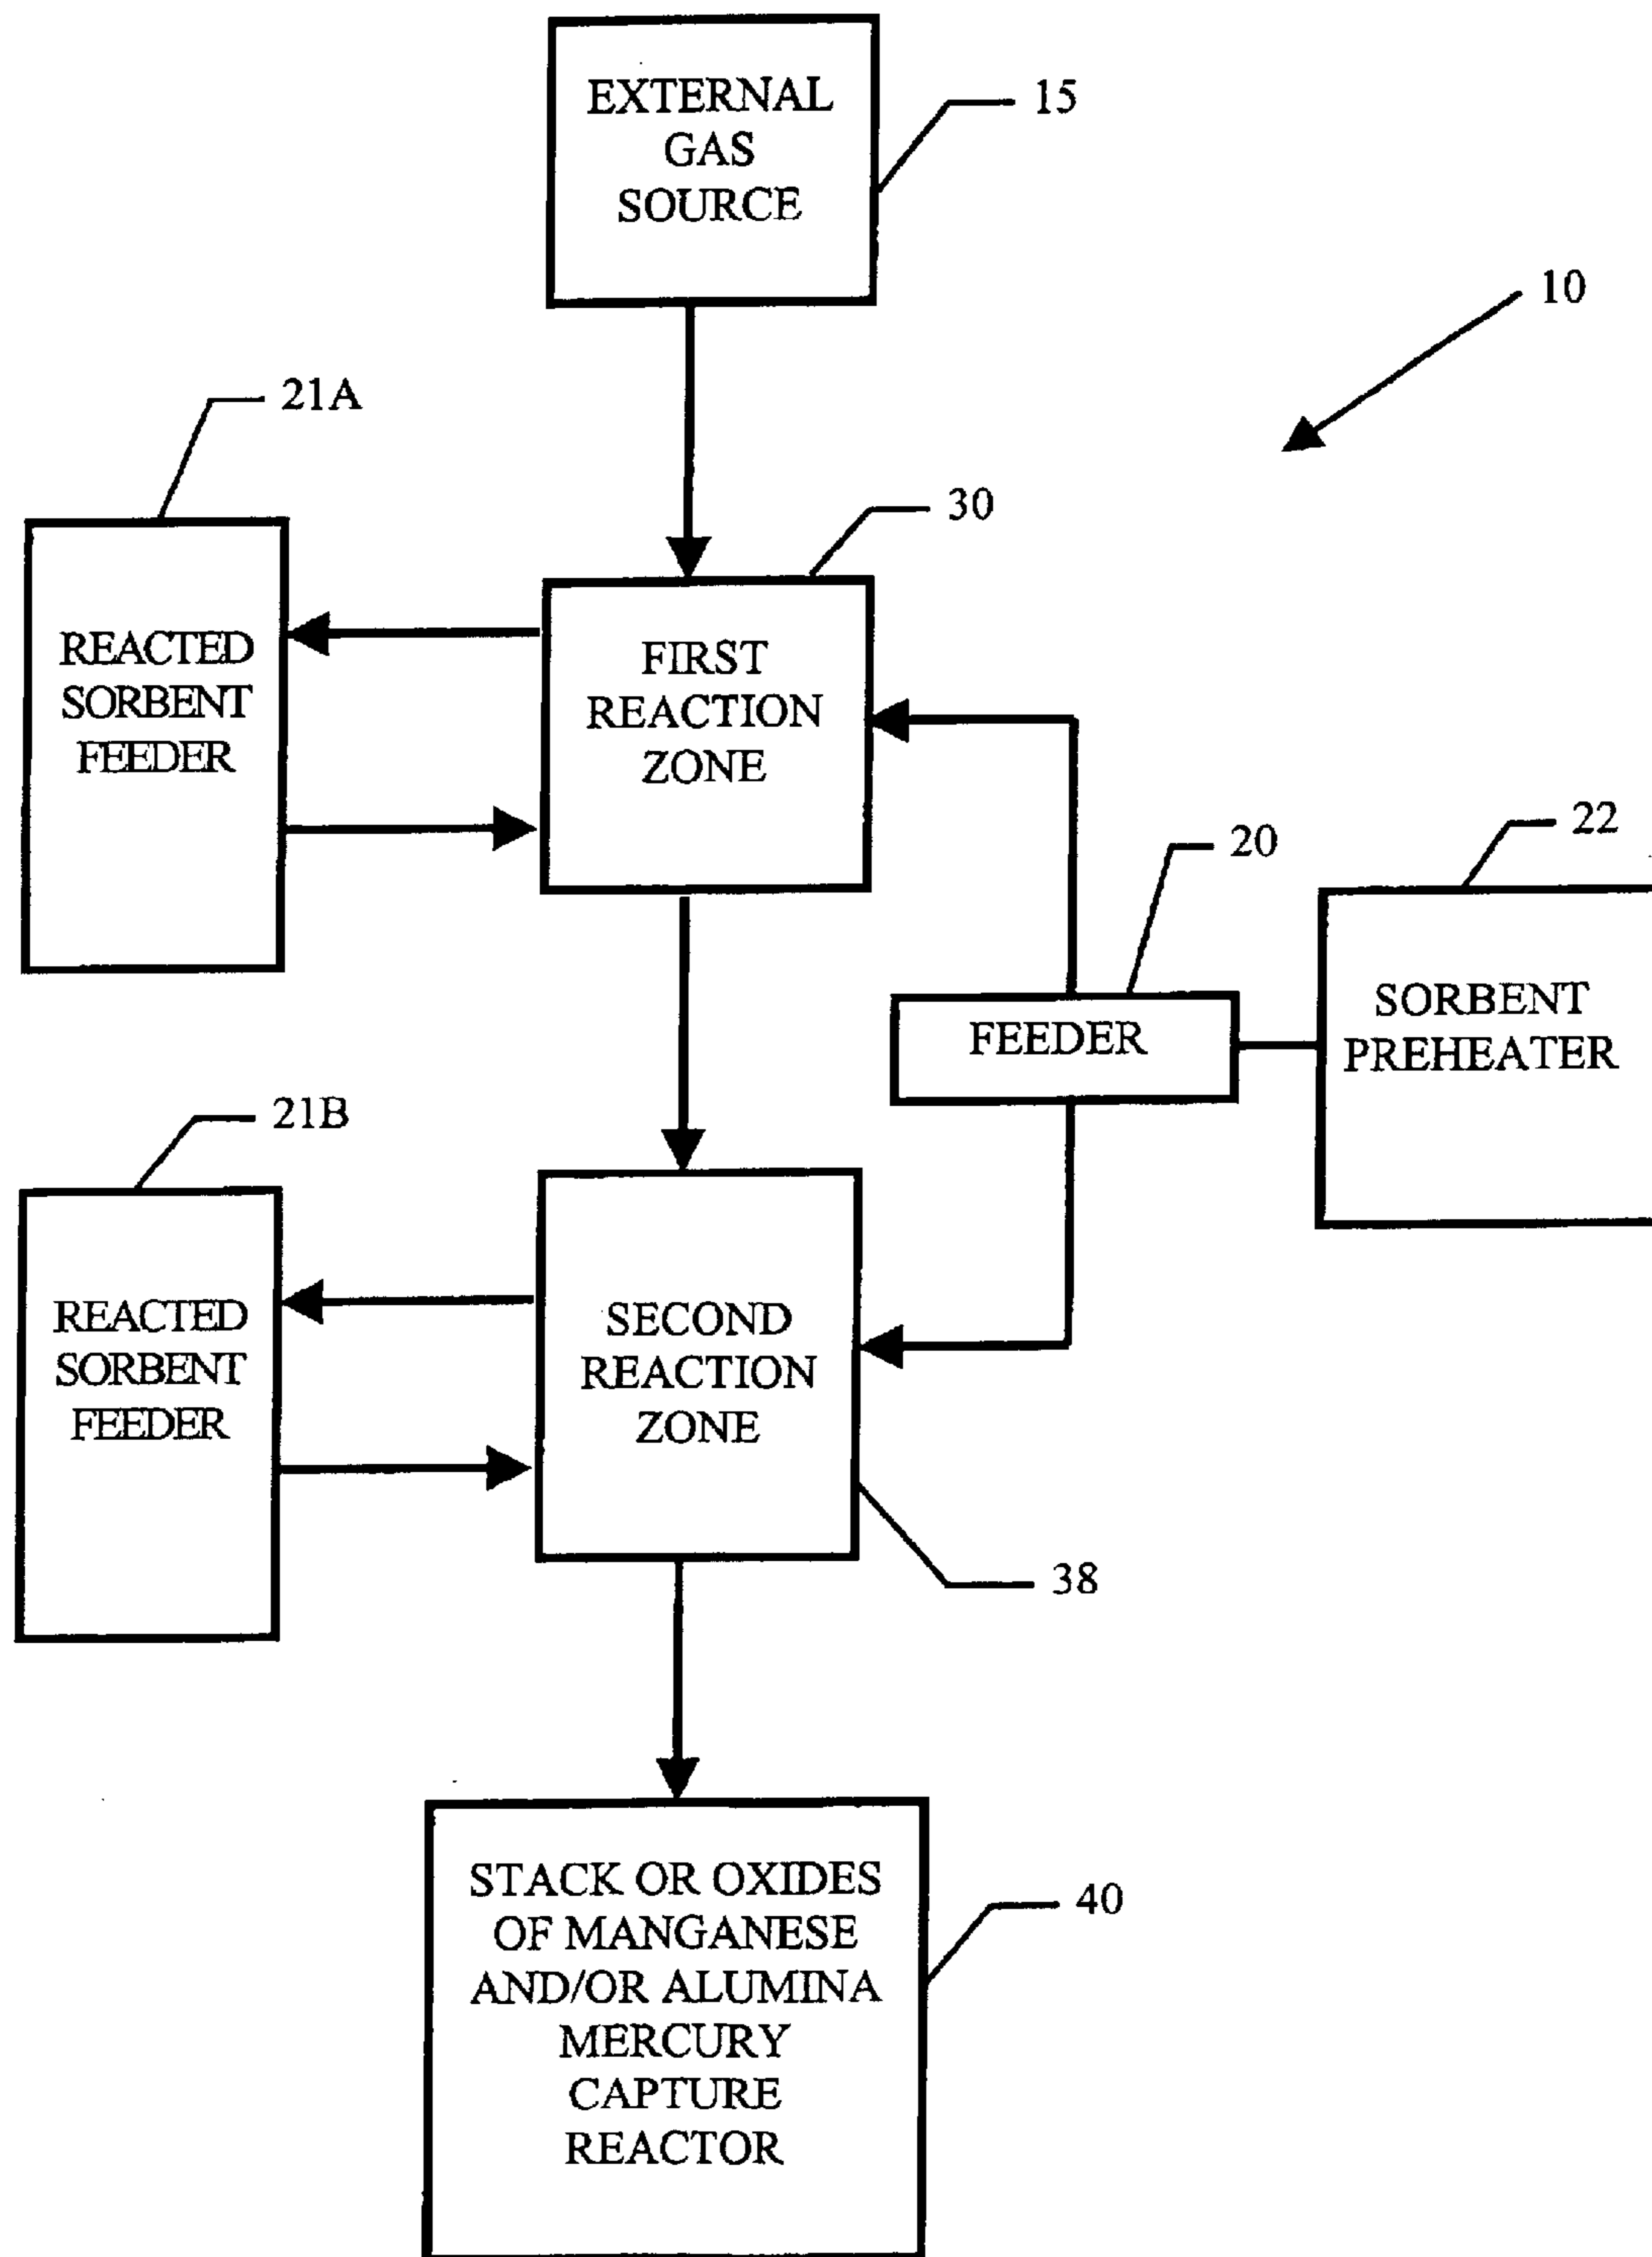 EXTERNAL
GAS
SOURCE
15
10
21A
30
REACTED
SORBENT
FEEDER
FIRST
REACTION
ZONE
22
20
SORBENT
PREHEATER
FEEDER
21B
REACTED
SORBENT
FEEDER
SECOND
REACTION
ZONE
38
STACK OR OXIDES
OF MANGANESE
AND/OR ALUMINA
MERCURY
CAPTURE
REACTOR
40